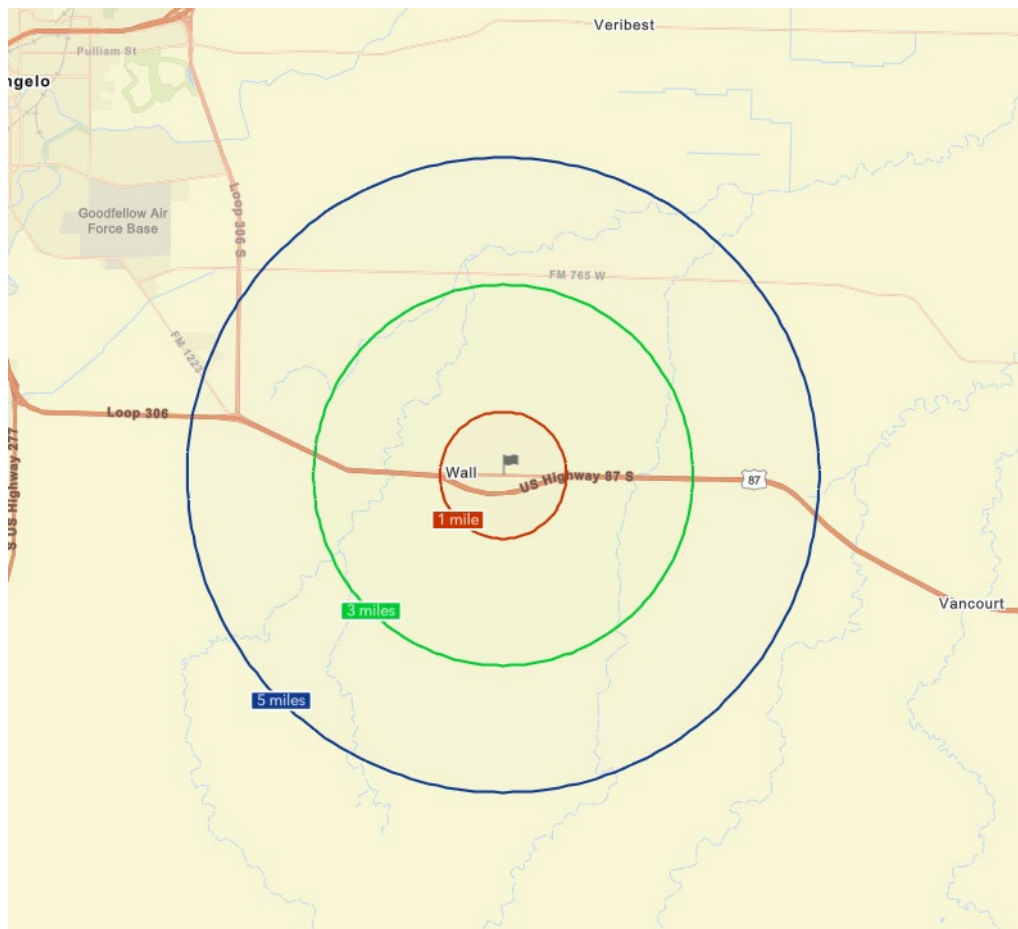 Veribest
Pulliam St
ngelo
Loop 306 S
Goodfellow Air
Force Base
FM 765 W
FM 1223
Loop 306
S US Highway 277
Wall
US Highway 87 S
87
1 mile
Vancourt
3 miles
5 miles